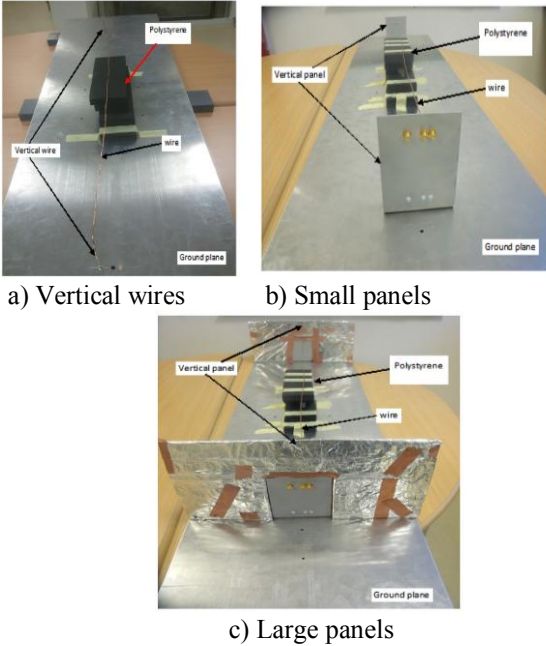 Polystyrene
Vertical wire
wire
Ground plane
a) Vertical wires
Polystyrene
Vertical panel
wire
Ground plane
b) Small panels
Polystyrene
Vertical panel
wire
Ground plane
c) Large panels